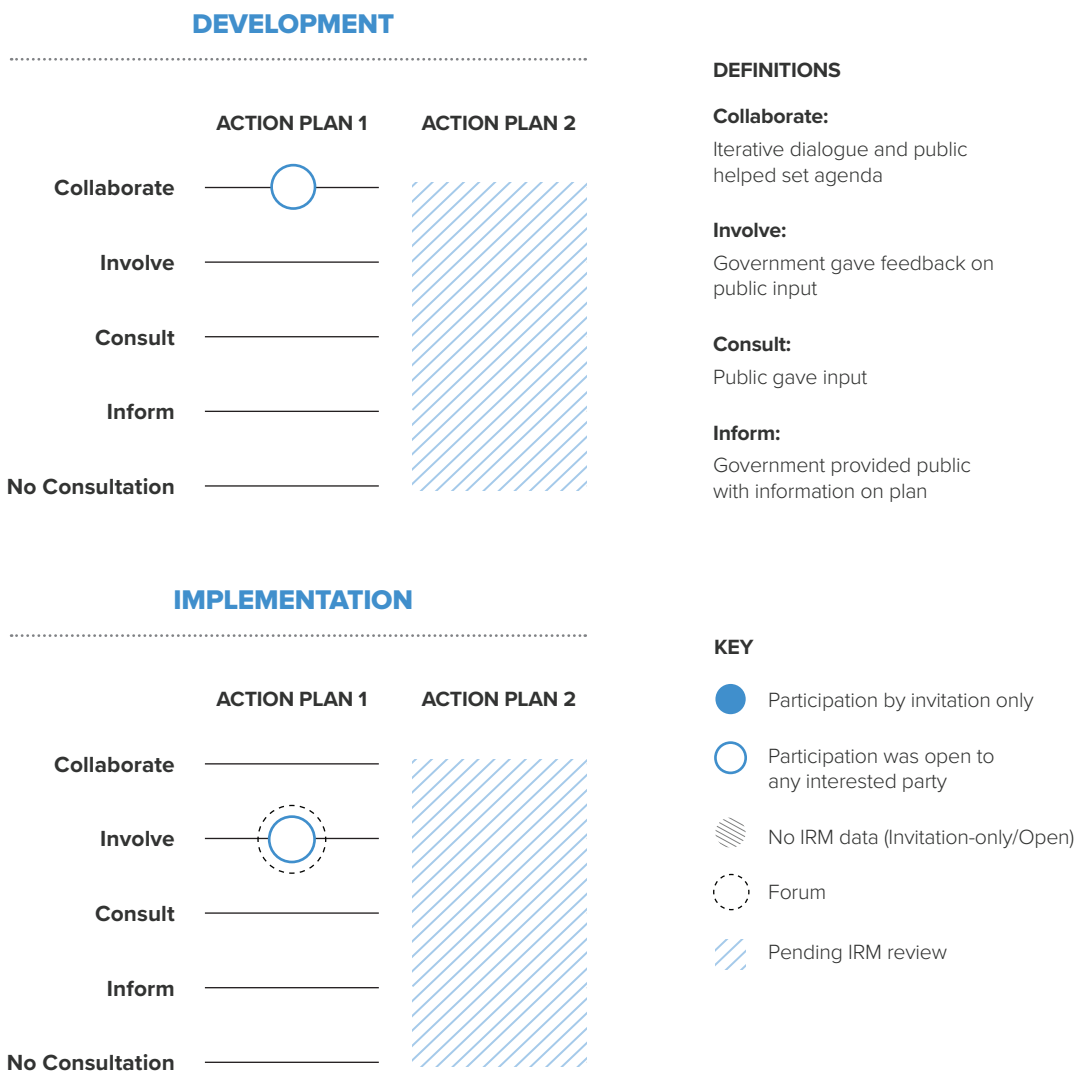 DEVELOPMENT
ACTION PLAN 1
ACTION PLAN 2
Collaborate
Involve
Consult
Inform
No Consultation
DEFINITIONS
Collaborate:
Iterative dialogue and public
helped set agenda
Involve:
Government gave feedback on
public input
Consult:
Public gave input
Inform:
Government provided public
with information on plan
IMPLEMENTATION
ACTION PLAN 1
ACTION PLAN 2
Collaborate
Involve
Consult
Inform
No Consultation
KEY
Participation by invitation only
Participation was open to
any interested party
No IRM data (Invitation-only/Open)
Forum
Pending IRM review